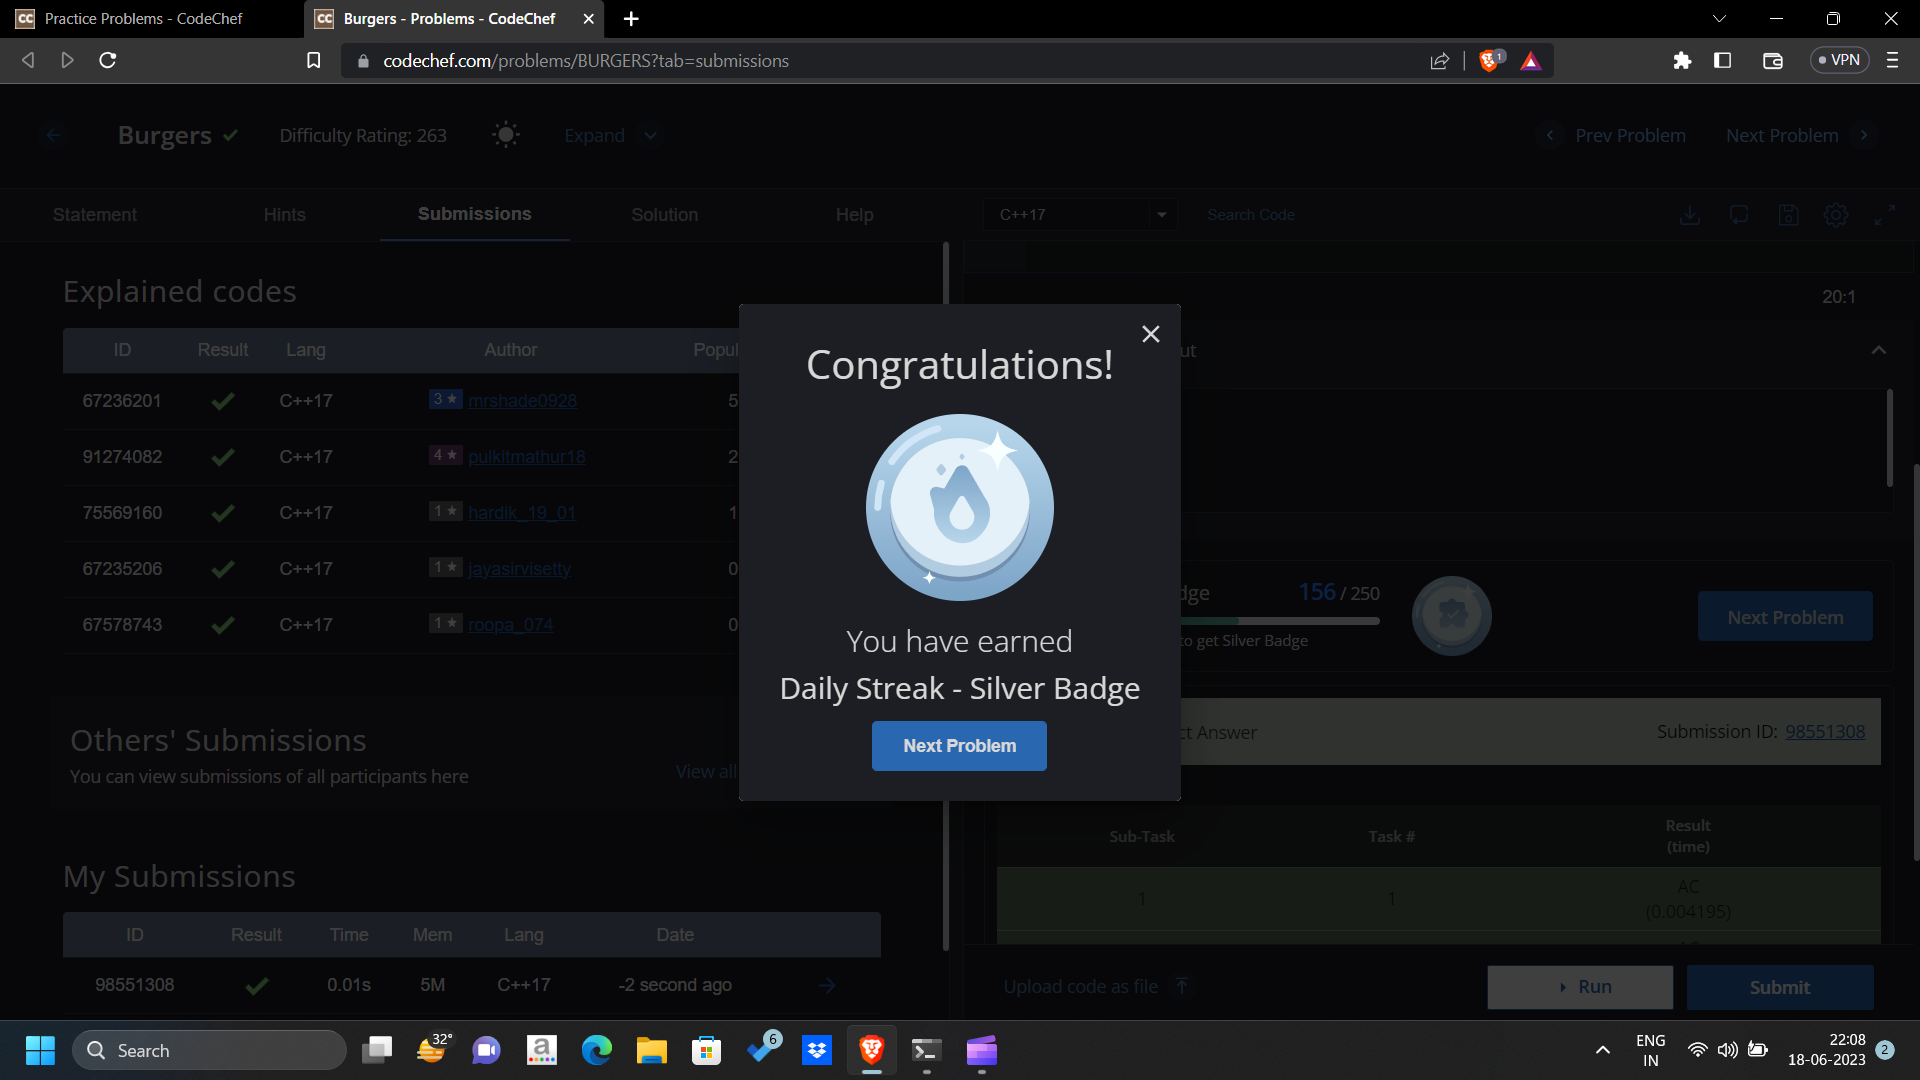 Practice Problems - CodeChef
Burgers - Problems - CodeChef
codechef.com/problems/BURGERS?tab=submissions
1
VPN
Burgers
Difficulty Rating: 263
Expand
Prev Problem
Next Problem
Statement
Hints
Submissions
Solution
Help
C++17
Search Code
Explained codes
20:1
ID Result Lang Author Popul
67236201 C++17 3★ mrshade0928 5
91274082 C++17 4★ pulkitmathur18 2
75569160 C++17 1★ hardik_19_01 1
67235206 C++17 1★ jayasirvisetty 0
67578743 C++17 1★ roopa_074 0
ut
Congratulations!
You have earned
Daily Streak - Silver Badge
Next Problem
dge 156 / 250
to get Silver Badge
Next Problem
ct Answer
Submission ID: 98551308
Others' Submissions
You can view submissions of all participants here
View all
Sub-Task Task # Result
(time)
1 1 AC
(0.004195)
My Submissions
ID Result Time Mem Lang Date
98551308 0.01s 5M C++17 -2 second ago
Upload code as file
Run
Submit
Search
32°
a
6
ENG
IN
22:08
18-06-2023
2